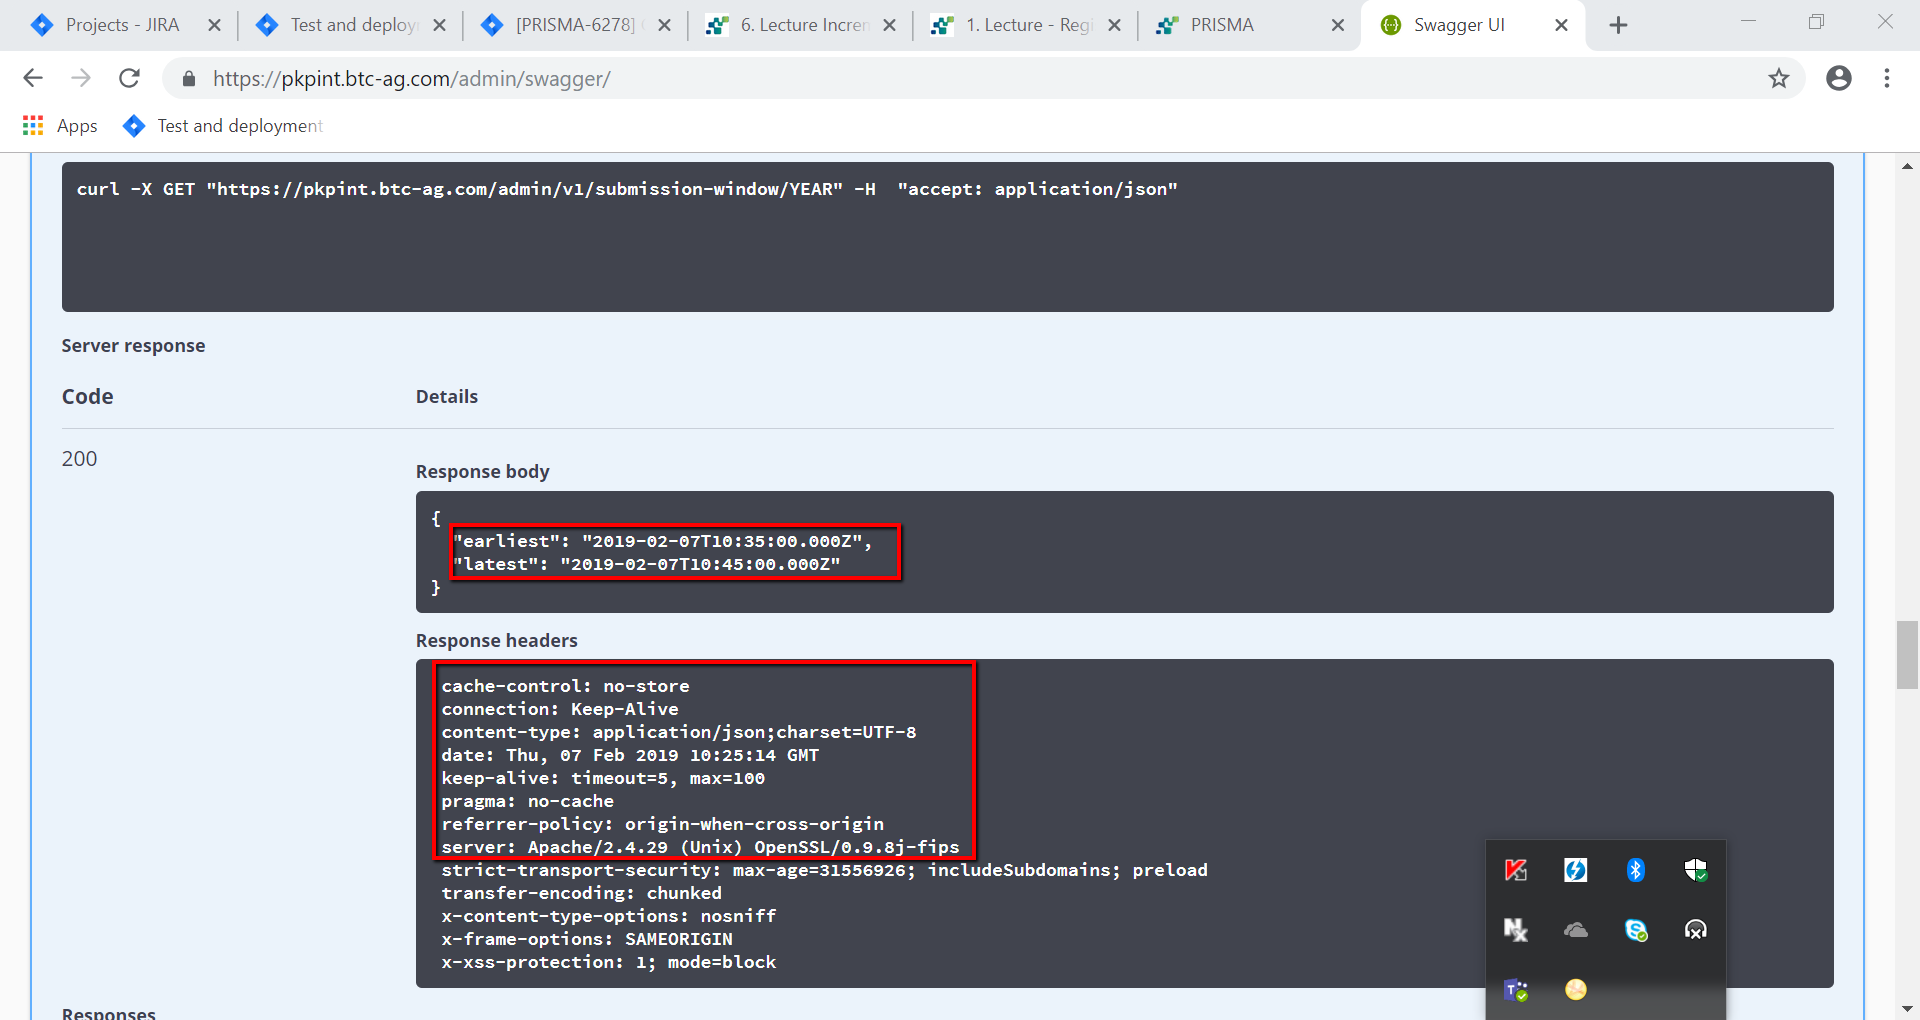 Projects - JIRA
Test and deploy
[PRISMA-6278]
6. Lecture Increm
1. Lecture - Regi
PRISMA
Swagger UI
https://pkpint.btc-ag.com/admin/swagger/
Apps
Test and deployment
curl -X GET "https://pkpint.btc-ag.com/admin/v1/submission-window/YEAR" -H  "accept: application/json"
Server response
Code
Details
200
Response body
{
"earliest": "2019-02-07T10:35:00.000Z",
"latest": "2019-02-07T10:45:00.000Z"
}
Response headers
cache-control: no-store
connection: Keep-Alive
content-type: application/json;charset=UTF-8
date: Thu, 07 Feb 2019 10:25:14 GMT
keep-alive: timeout=5, max=100
pragma: no-cache
referrer-policy: origin-when-cross-origin
server: Apache/2.4.29 (Unix) OpenSSL/0.9.8j-fips
strict-transport-security: max-age=31556926; includeSubdomains; preload
transfer-encoding: chunked
x-content-type-options: nosniff
x-frame-options: SAMEORIGIN
x-xss-protection: 1; mode=block
Responses